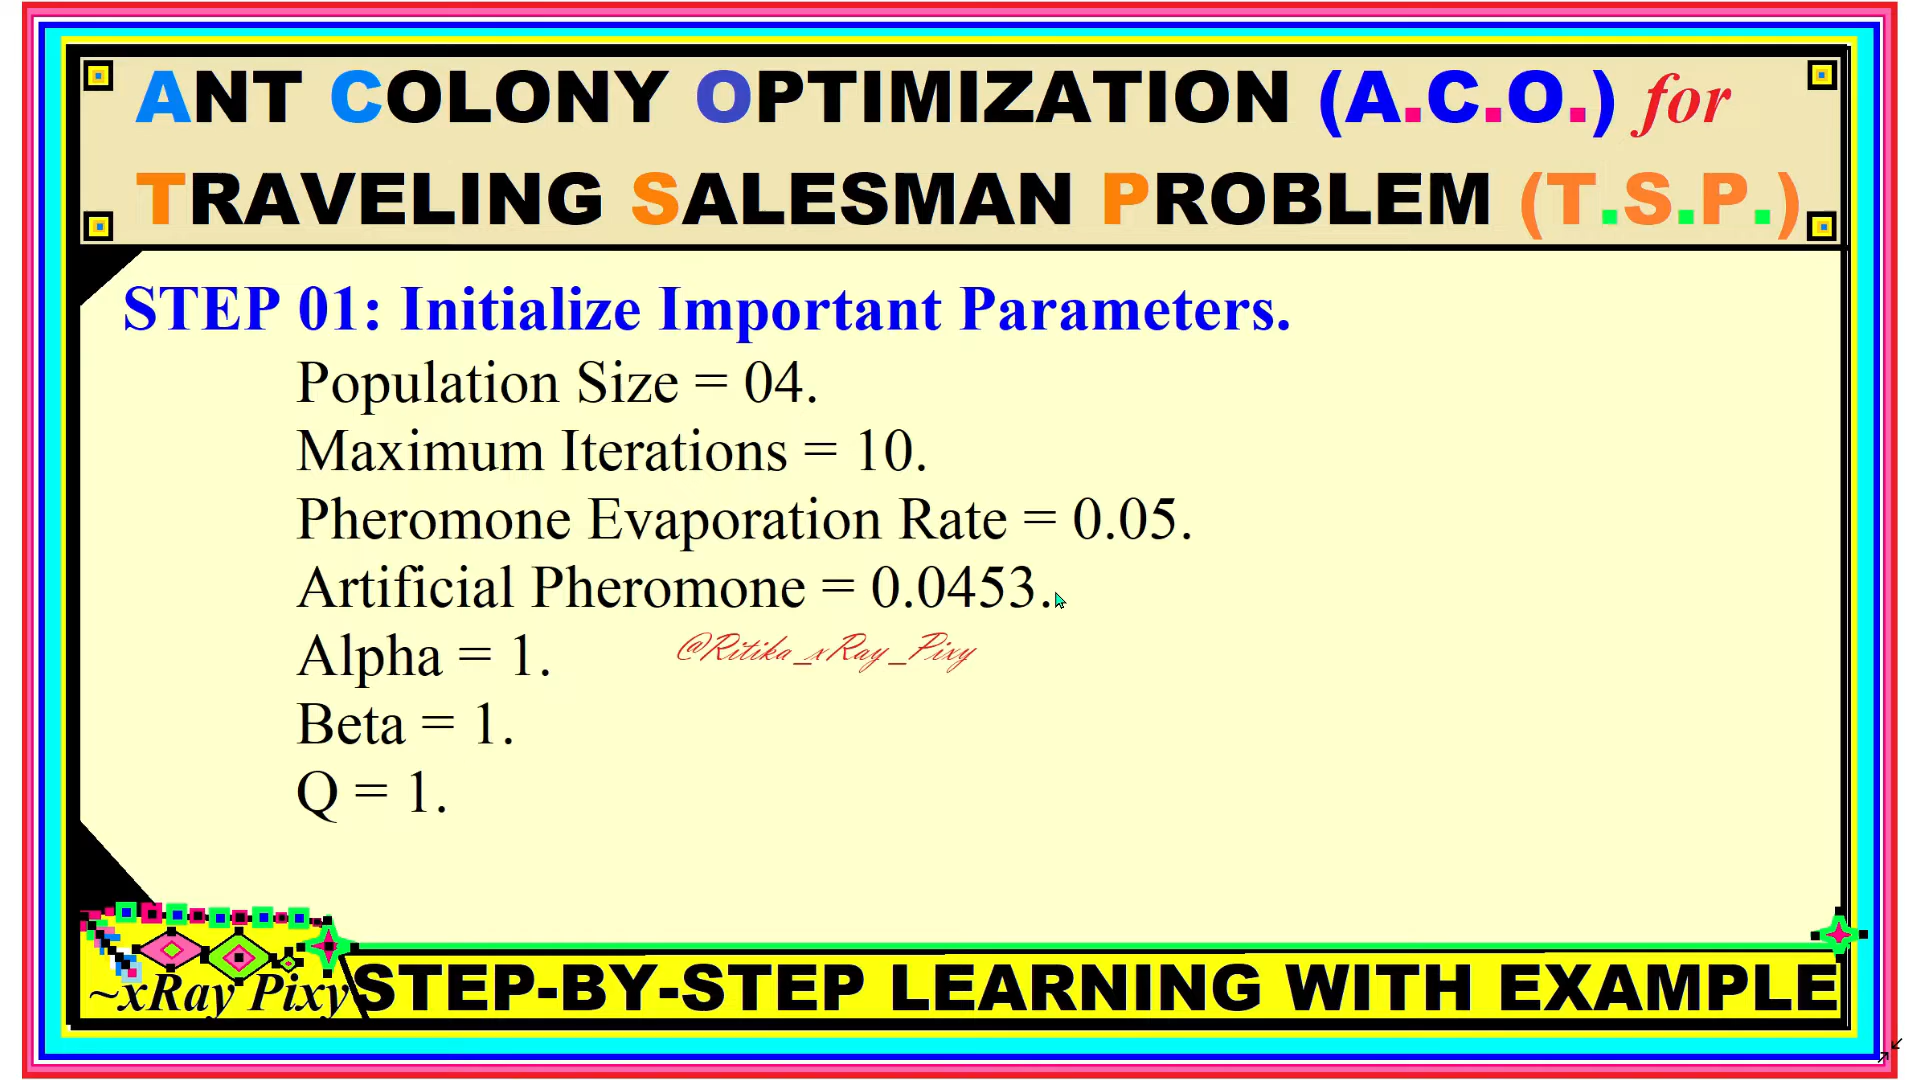 ANT COLONY OPTIMIZATION (A.C.O.) for
TRAVELING SALESMAN PROBLEM (T.S.P.)
STEP 01: Initialize Important Parameters.
Population Size = 04.
Maximum Iterations = 10.
Pheromone Evaporation Rate = 0.05.
Artificial Pheromone = 0.0453.
Alpha = 1.
@Ritika_xRay_Pixy
Beta = 1.
Q = 1.
~xRay Pixy
STEP-BY-STEP LEARNING WITH EXAMPLE